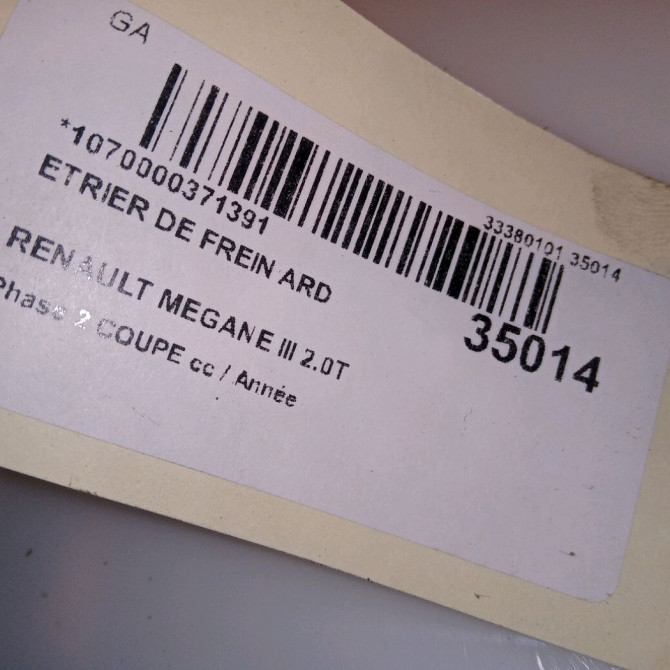 GA
*1070000371391
33380101 35014
ETRIER DE FREIN ARD
35014
RENAULT MEGANE III 2.0T
Phase 2 COUPE cc / Année